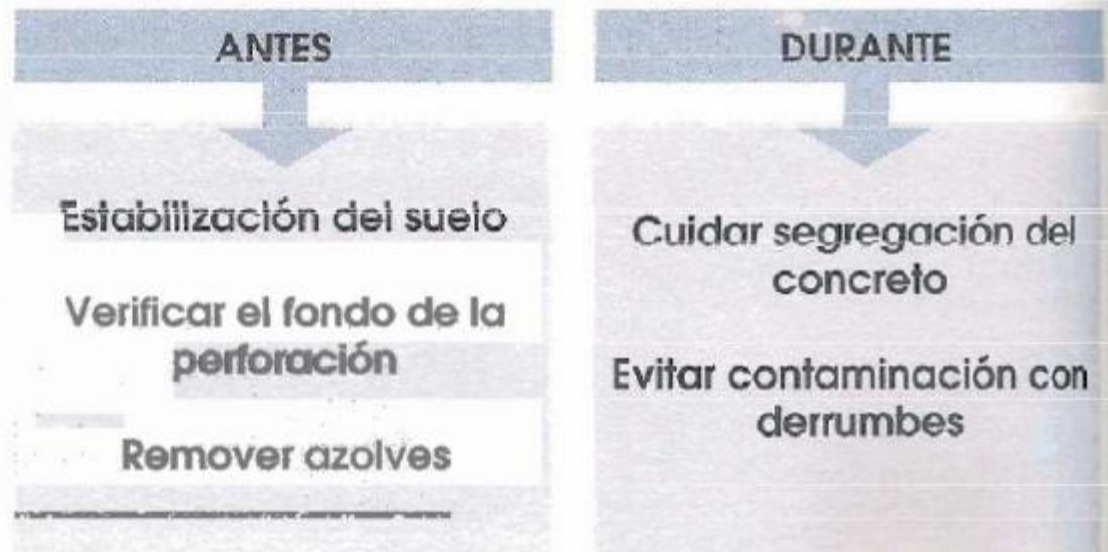 ANTES
Estabilización del suelo
Verificar el fondo de la
perforación
Remover azolves
DURANTE
Cuidar segregación del
concreto
Evitar contaminación con
derrumbes